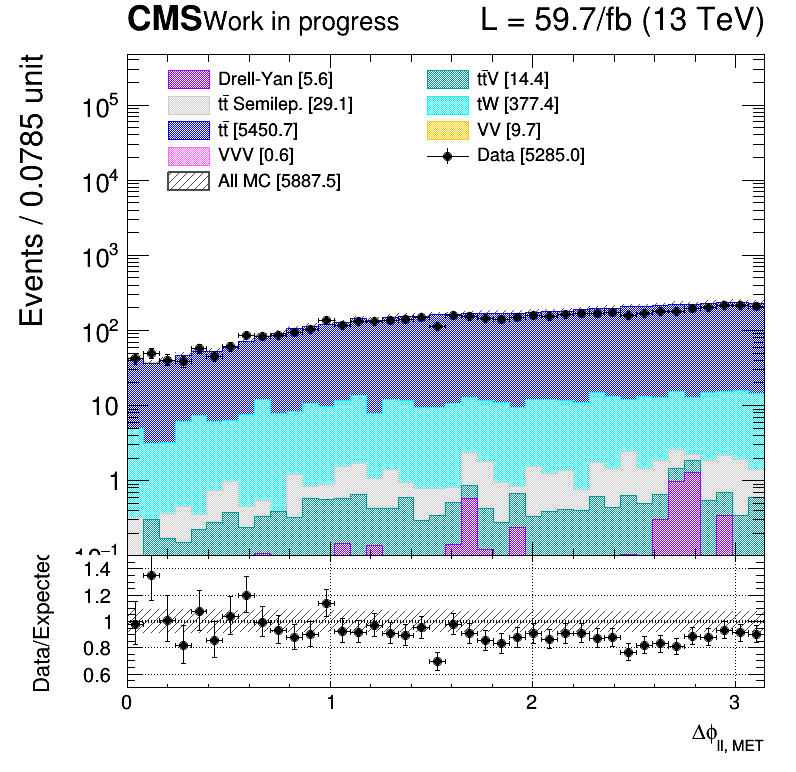 CMS Work in progress L = 59.7/fb (13 TeV)
Events / 0.0785 unit
Drell-Yan [5.6]
tt̄ Semilep. [29.1]
tt̄ [5450.7]
VVV [0.6]
All MC [5887.5]
tt̄V [14.4]
tW [377.4]
VV [9.7]
Data [5285.0]
10⁵
10⁴
10³
10²
10
1
10⁻¹
Data/Expected
1.4
1.2
1
0.8
0.6
0 1 2 3
Δϕ_ll, MET